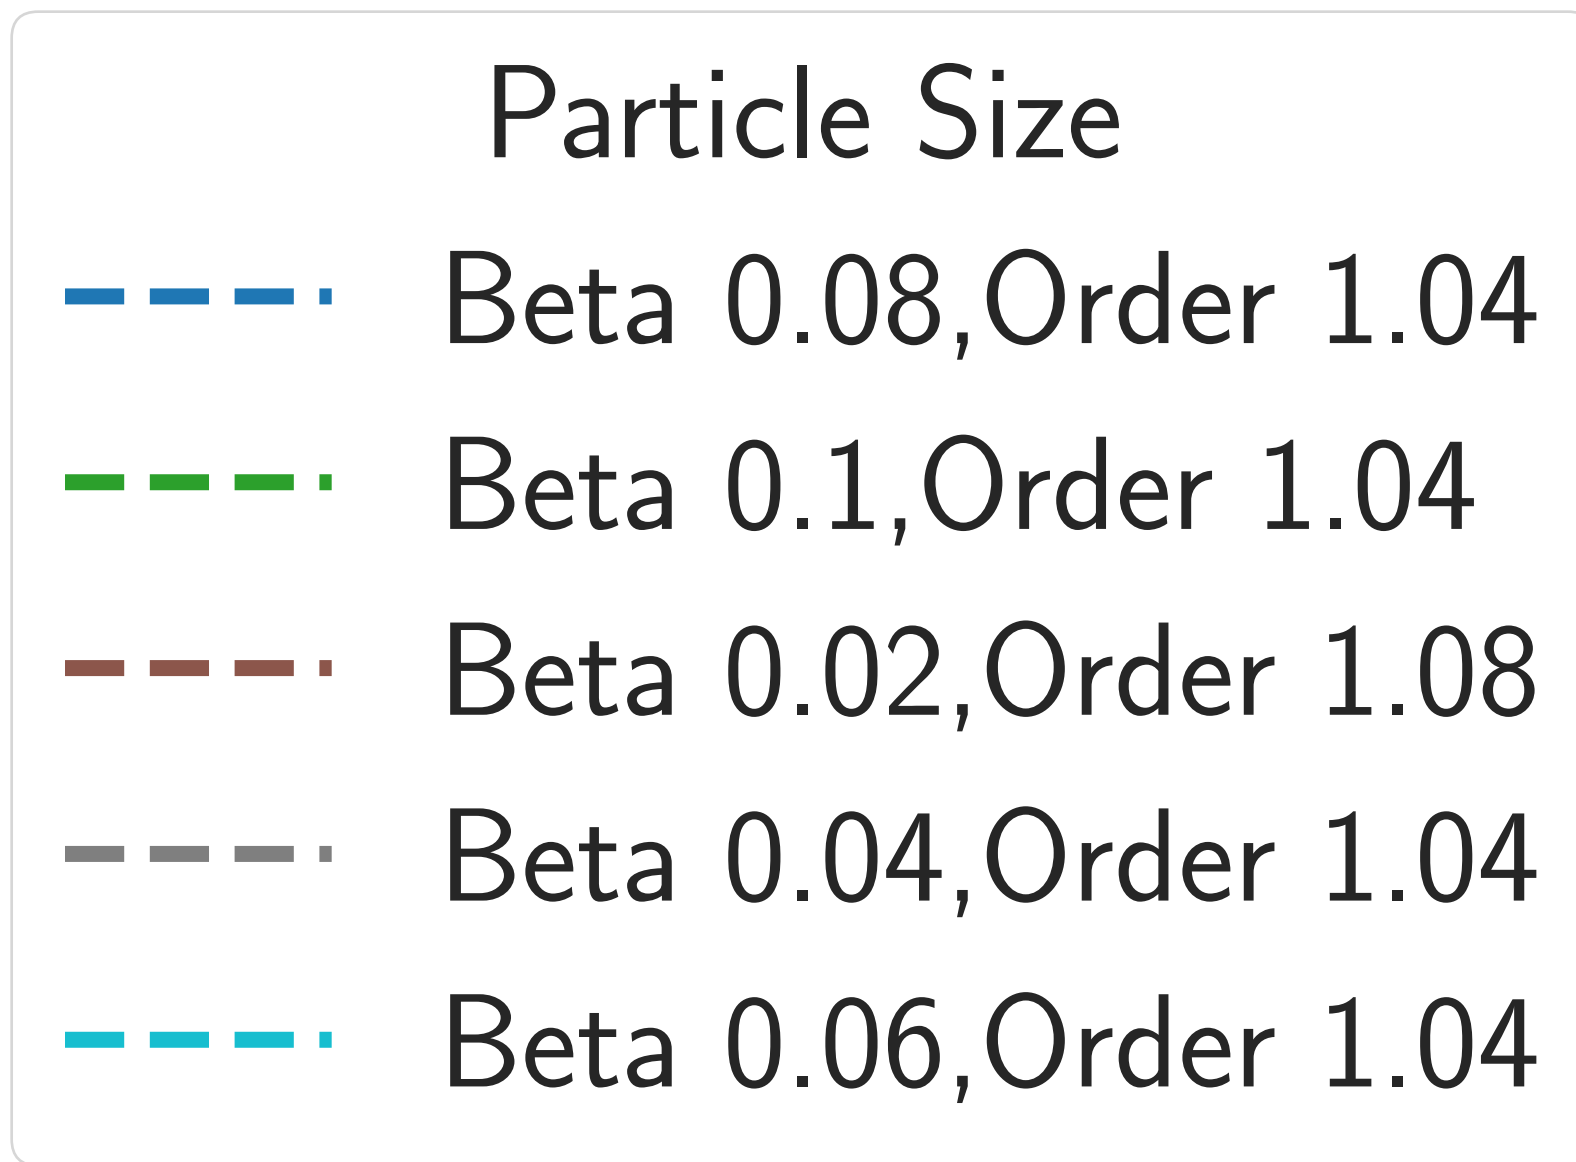 Particle Size
Beta 0.08,Order 1.04
Beta 0.1,Order 1.04
Beta 0.02,Order 1.08
Beta 0.04,Order 1.04
Beta 0.06,Order 1.04